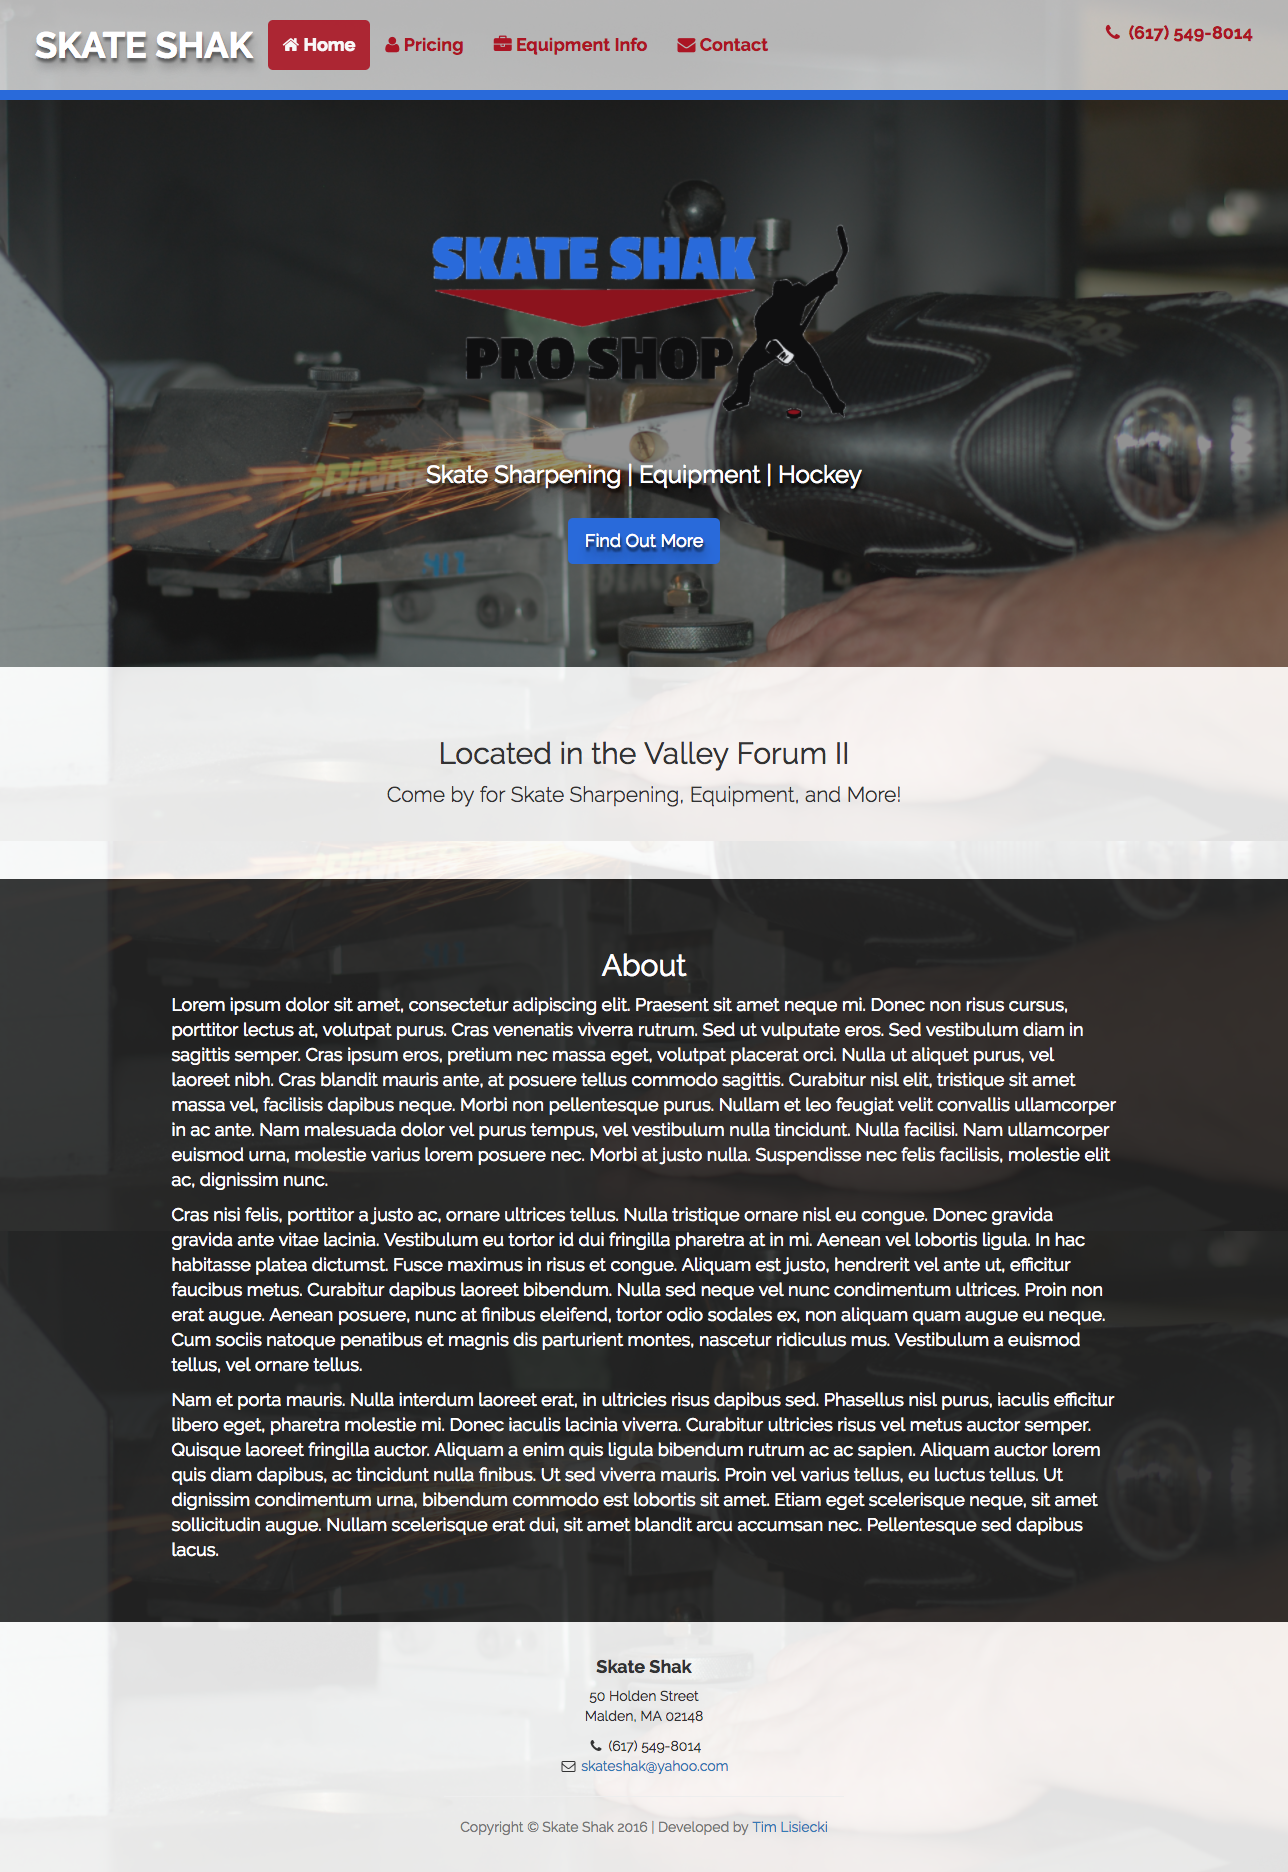 SKATE SHAK
Home
Pricing
Equipment Info
Contact
(617) 549-8014
SKATE SHAK
PRO SHOP
Skate Sharpening | Equipment | Hockey
Find Out More
Located in the Valley Forum II
Come by for Skate Sharpening, Equipment, and More!
About
Lorem ipsum dolor sit amet, consectetur adipiscing elit. Praesent sit amet neque mi. Donec non risus cursus,
porttitor lectus at, volutpat purus. Cras venenatis viverra rutrum. Sed ut vulputate eros. Sed vestibulum diam in
sagittis semper. Cras ipsum eros, pretium nec massa eget, volutpat placerat orci. Nulla ut aliquet purus, vel
laoreet nibh. Cras blandit mauris ante, at posuere tellus commodo sagittis. Curabitur nisl elit, tristique sit amet
massa vel, facilisis dapibus neque. Morbi non pellentesque purus. Nullam et leo feugiat velit convallis ullamcorper
in ac ante. Nam malesuada dolor vel purus tempus, vel vestibulum nulla tincidunt. Nulla facilisi. Nam ullamcorper
euismod urna, molestie varius lorem posuere nec. Morbi at justo nulla. Suspendisse nec felis facilisis, molestie elit
ac, dignissim nunc.
Cras nisi felis, porttitor a justo ac, ornare ultrices tellus. Nulla tristique ornare nisl eu congue. Donec gravida
gravida ante vitae lacinia. Vestibulum eu tortor id dui fringilla pharetra at in mi. Aenean vel lobortis ligula. In hac
habitasse platea dictumst. Fusce maximus in risus et congue. Aliquam est justo, hendrerit vel ante ut, efficitur
faucibus metus. Curabitur dapibus laoreet bibendum. Nulla sed neque vel nunc condimentum ultrices. Proin non
erat augue. Aenean posuere, nunc at finibus eleifend, tortor odio sodales ex, non aliquam quam augue eu neque.
Cum sociis natoque penatibus et magnis dis parturient montes, nascetur ridiculus mus. Vestibulum a euismod
tellus, vel ornare tellus.
Nam et porta mauris. Nulla interdum laoreet erat, in ultricies risus dapibus sed. Phasellus nisl purus, iaculis efficitur
libero eget, pharetra molestie mi. Donec iaculis lacinia viverra. Curabitur ultricies risus vel metus auctor semper.
Quisque laoreet fringilla auctor. Aliquam a enim quis ligula bibendum rutrum ac ac sapien. Aliquam auctor lorem
quis diam dapibus, ac tincidunt nulla finibus. Ut sed viverra mauris. Proin vel varius tellus, eu luctus tellus. Ut
dignissim condimentum urna, bibendum commodo est lobortis sit amet. Etiam eget scelerisque neque, sit amet
sollicitudin augue. Nullam scelerisque erat dui, sit amet blandit arcu accumsan nec. Pellentesque sed dapibus
lacus.
Skate Shak
50 Holden Street
Malden, MA 02148
(617) 549-8014
skateshak@yahoo.com
Copyright © Skate Shak 2016 | Developed by Tim Lisiecki